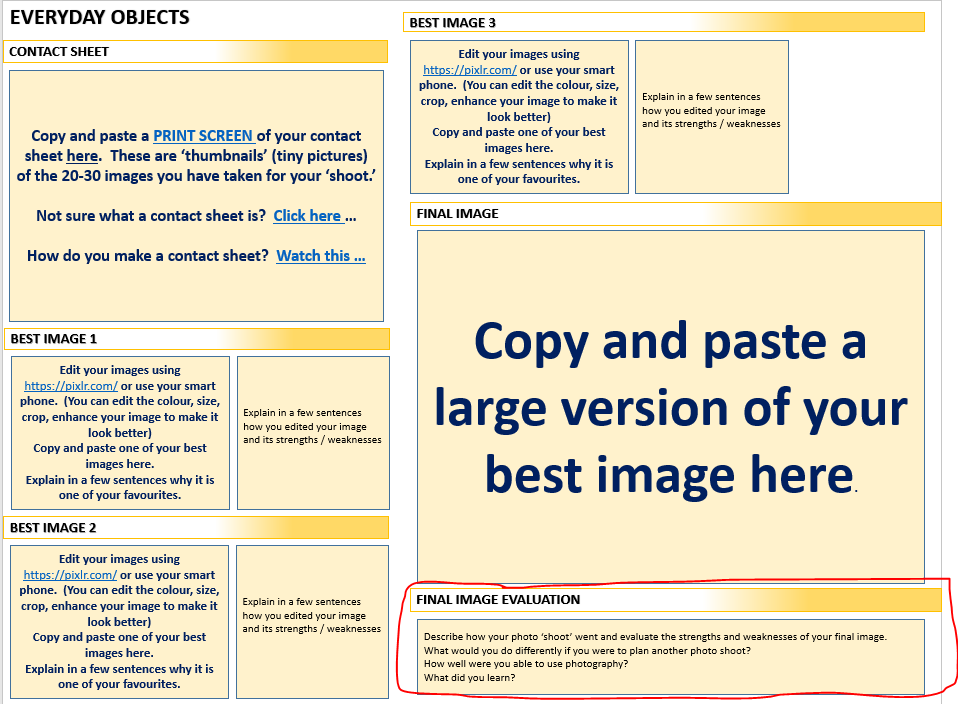 EVERYDAY OBJECTS
CONTACT SHEET
Copy and paste a PRINT SCREEN of your contact
sheet here.  These are ‘thumbnails’ (tiny pictures)
of the 20-30 images you have taken for your ‘shoot.’
Not sure what a contact sheet is?  Click here ...
How do you make a contact sheet?  Watch this ...
BEST IMAGE 1
Edit your images using
https://pixlr.com/ or use your smart
phone.  (You can edit the colour, size,
crop, enhance your image to make it
look better)
Copy and paste one of your best
images here.
Explain in a few sentences why it is
one of your favourites.
Explain in a few sentences
how you edited your image
and its strengths / weaknesses
BEST IMAGE 2
Edit your images using
https://pixlr.com/ or use your smart
phone.  (You can edit the colour, size,
crop, enhance your image to make it
look better)
Copy and paste one of your best
images here.
Explain in a few sentences why it is
one of your favourites.
Explain in a few sentences
how you edited your image
and its strengths / weaknesses
BEST IMAGE 3
Edit your images using
https://pixlr.com/ or use your smart
phone.  (You can edit the colour, size,
crop, enhance your image to make it
look better)
Copy and paste one of your best
images here.
Explain in a few sentences why it is
one of your favourites.
Explain in a few sentences
how you edited your image
and its strengths / weaknesses
FINAL IMAGE
Copy and paste a
large version of your
best image here.
FINAL IMAGE EVALUATION
Describe how your photo ‘shoot’ went and evaluate the strengths and weaknesses of your final image.
What would you do differently if you were to plan another photo shoot?
How well were you able to use photography?
What did you learn?